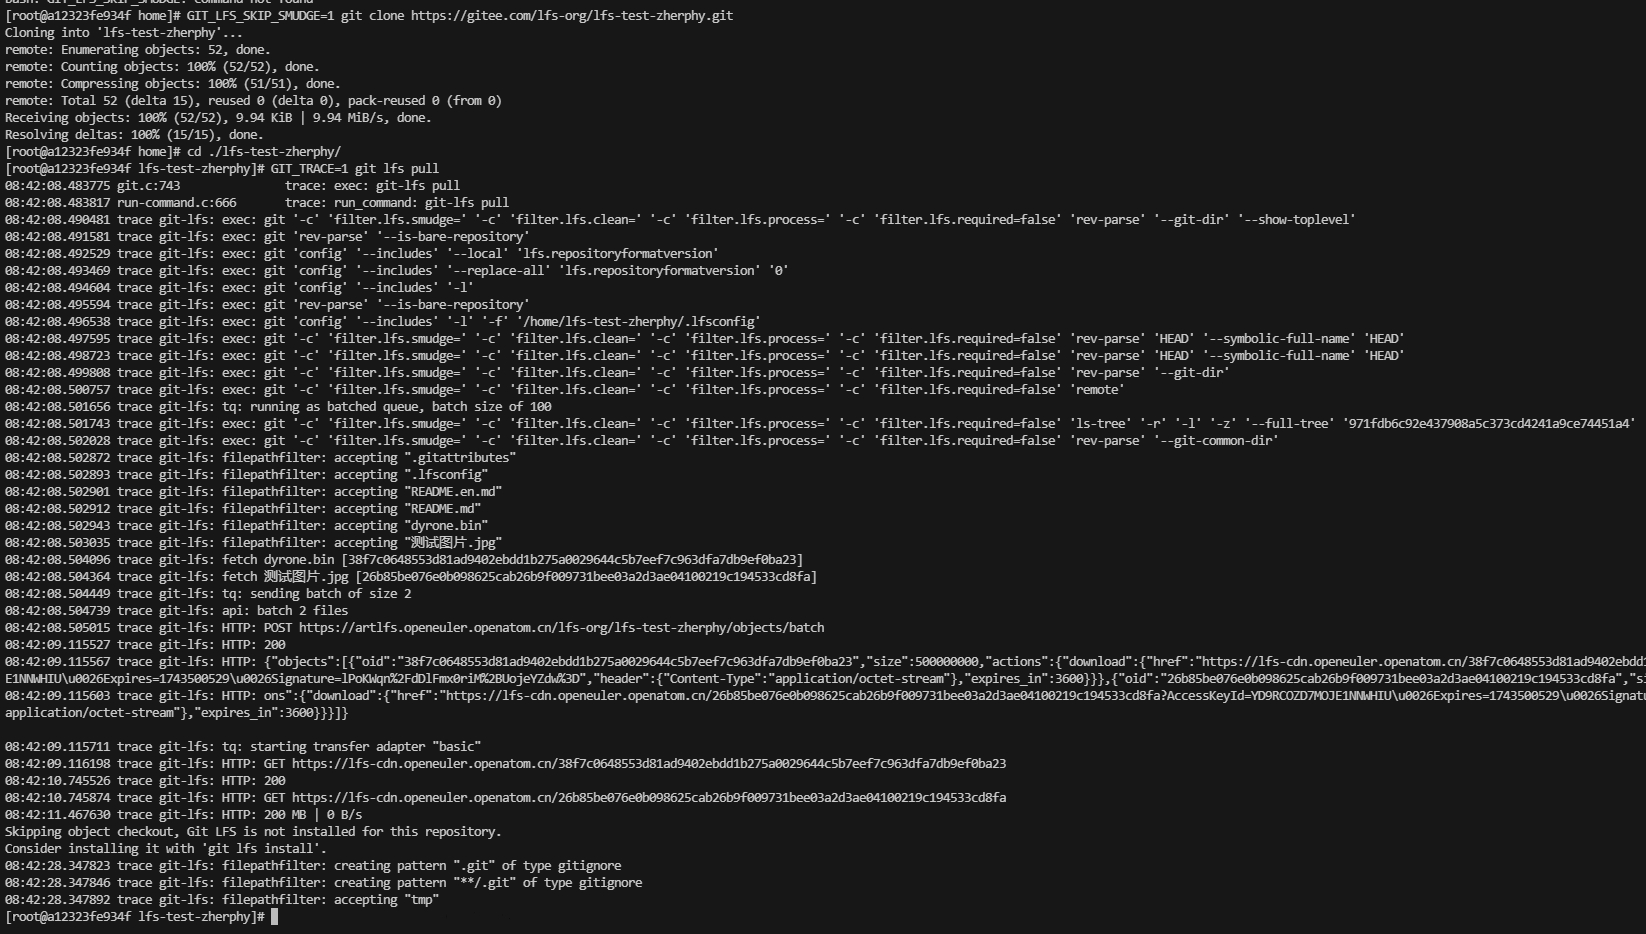 bash: GIT_LFS_SKIP_SMUDGE: command not found
[root@a12323fe934f home]# GIT_LFS_SKIP_SMUDGE=1 git clone https://gitee.com/lfs-org/lfs-test-zherphy.git
Cloning into 'lfs-test-zherphy'...
remote: Enumerating objects: 52, done.
remote: Counting objects: 100% (52/52), done.
remote: Compressing objects: 100% (51/51), done.
remote: Total 52 (delta 15), reused 0 (delta 0), pack-reused 0 (from 0)
Receiving objects: 100% (52/52), 9.94 KiB | 9.94 MiB/s, done.
Resolving deltas: 100% (15/15), done.
[root@a12323fe934f home]# cd ./lfs-test-zherphy/
[root@a12323fe934f lfs-test-zherphy]# GIT_TRACE=1 git lfs pull
08:42:08.483775 git.c:743               trace: exec: git-lfs pull
08:42:08.483817 run-command.c:666       trace: run_command: git-lfs pull
08:42:08.490481 trace git-lfs: exec: git '-c' 'filter.lfs.smudge=' '-c' 'filter.lfs.clean=' '-c' 'filter.lfs.process=' '-c' 'filter.lfs.required=false' 'rev-parse' '--git-dir' '--show-toplevel'
08:42:08.491581 trace git-lfs: exec: git 'rev-parse' '--is-bare-repository'
08:42:08.492529 trace git-lfs: exec: git 'config' '--includes' '--local' 'lfs.repositoryformatversion'
08:42:08.493469 trace git-lfs: exec: git 'config' '--includes' '--replace-all' 'lfs.repositoryformatversion' '0'
08:42:08.494604 trace git-lfs: exec: git 'config' '--includes' '-l'
08:42:08.495594 trace git-lfs: exec: git 'rev-parse' '--is-bare-repository'
08:42:08.496538 trace git-lfs: exec: git 'config' '--includes' '-l' '-f' '/home/lfs-test-zherphy/.lfsconfig'
08:42:08.497595 trace git-lfs: exec: git '-c' 'filter.lfs.smudge=' '-c' 'filter.lfs.clean=' '-c' 'filter.lfs.process=' '-c' 'filter.lfs.required=false' 'rev-parse' 'HEAD' '--symbolic-full-name' 'HEAD'
08:42:08.498723 trace git-lfs: exec: git '-c' 'filter.lfs.smudge=' '-c' 'filter.lfs.clean=' '-c' 'filter.lfs.process=' '-c' 'filter.lfs.required=false' 'rev-parse' 'HEAD' '--symbolic-full-name' 'HEAD'
08:42:08.499808 trace git-lfs: exec: git '-c' 'filter.lfs.smudge=' '-c' 'filter.lfs.clean=' '-c' 'filter.lfs.process=' '-c' 'filter.lfs.required=false' 'rev-parse' '--git-dir'
08:42:08.500757 trace git-lfs: exec: git '-c' 'filter.lfs.smudge=' '-c' 'filter.lfs.clean=' '-c' 'filter.lfs.process=' '-c' 'filter.lfs.required=false' 'remote'
08:42:08.501656 trace git-lfs: tq: running as batched queue, batch size of 100
08:42:08.501743 trace git-lfs: exec: git '-c' 'filter.lfs.smudge=' '-c' 'filter.lfs.clean=' '-c' 'filter.lfs.process=' '-c' 'filter.lfs.required=false' 'ls-tree' '-r' '-l' '-z' '--full-tree' '971fdb6c92e437908a5c373cd4241a9ce74451a4'
08:42:08.502028 trace git-lfs: exec: git '-c' 'filter.lfs.smudge=' '-c' 'filter.lfs.clean=' '-c' 'filter.lfs.process=' '-c' 'filter.lfs.required=false' 'rev-parse' '--git-common-dir'
08:42:08.502872 trace git-lfs: filepathfilter: accepting ".gitattributes"
08:42:08.502893 trace git-lfs: filepathfilter: accepting ".lfsconfig"
08:42:08.502901 trace git-lfs: filepathfilter: accepting "README.en.md"
08:42:08.502912 trace git-lfs: filepathfilter: accepting "README.md"
08:42:08.502943 trace git-lfs: filepathfilter: accepting "dyrone.bin"
08:42:08.503035 trace git-lfs: filepathfilter: accepting "测试图片.jpg"
08:42:08.504096 trace git-lfs: fetch dyrone.bin [38f7c0648553d81ad9402ebdd1b275a0029644c5b7eef7c963dfa7db9ef0ba23]
08:42:08.504364 trace git-lfs: fetch 测试图片.jpg [26b85be076e0b098625cab26b9f009731bee03a2d3ae04100219c194533cd8fa]
08:42:08.504449 trace git-lfs: tq: sending batch of size 2
08:42:08.504739 trace git-lfs: api: batch 2 files
08:42:08.505015 trace git-lfs: HTTP: POST https://artlfs.openeuler.openatom.cn/lfs-org/lfs-test-zherphy/objects/batch
08:42:09.115527 trace git-lfs: HTTP: 200
08:42:09.115567 trace git-lfs: HTTP: {"objects":[{"oid":"38f7c0648553d81ad9402ebdd1b275a0029644c5b7eef7c963dfa7db9ef0ba23","size":500000000,"actions":{"download":{"href":"https://lfs-cdn.openeuler.openatom.cn/38f7c0648553d81ad9402ebdd1
E1NNWHIU\u0026Expires=1743500529\u0026Signature=lPoKWqn%2FdDlFmx0riM%2BUojeYZdw%3D","header":{"Content-Type":"application/octet-stream"},"expires_in":3600}}},{"oid":"26b85be076e0b098625cab26b9f009731bee03a2d3ae04100219c194533cd8fa","si
08:42:09.115603 trace git-lfs: HTTP: ons":{"download":{"href":"https://lfs-cdn.openeuler.openatom.cn/26b85be076e0b098625cab26b9f009731bee03a2d3ae04100219c194533cd8fa?AccessKeyId=YD9RCOZD7MOJE1NNWHIU\u0026Expires=1743500529\u0026Signatu
application/octet-stream"},"expires_in":3600}}}]}
08:42:09.115711 trace git-lfs: tq: starting transfer adapter "basic"
08:42:09.116198 trace git-lfs: HTTP: GET https://lfs-cdn.openeuler.openatom.cn/38f7c0648553d81ad9402ebdd1b275a0029644c5b7eef7c963dfa7db9ef0ba23
08:42:10.745526 trace git-lfs: HTTP: 200
08:42:10.745874 trace git-lfs: HTTP: GET https://lfs-cdn.openeuler.openatom.cn/26b85be076e0b098625cab26b9f009731bee03a2d3ae04100219c194533cd8fa
08:42:11.467630 trace git-lfs: HTTP: 200 MB | 0 B/s
Skipping object checkout, Git LFS is not installed for this repository.
Consider installing it with 'git lfs install'.
08:42:28.347823 trace git-lfs: filepathfilter: creating pattern ".git" of type gitignore
08:42:28.347846 trace git-lfs: filepathfilter: creating pattern "**/.git" of type gitignore
08:42:28.347892 trace git-lfs: filepathfilter: accepting "tmp"
[root@a12323fe934f lfs-test-zherphy]#